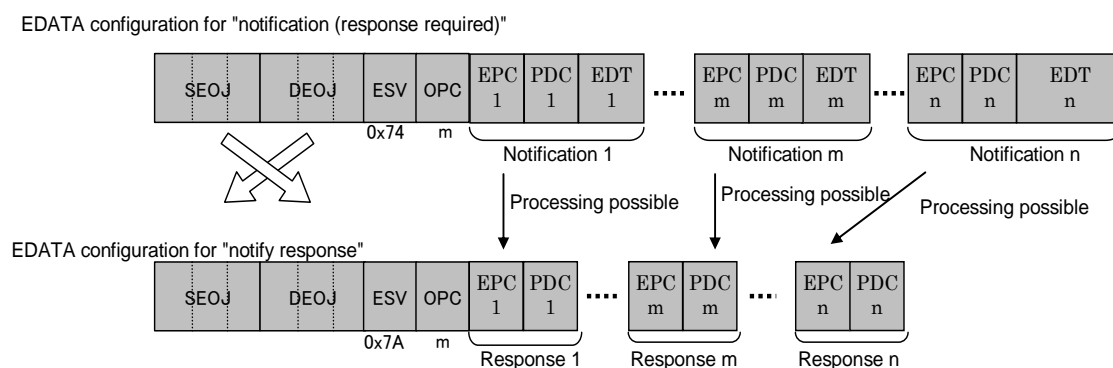 EDATA configuration for "notification (response required)"
SEOJ DEOJ ESV OPC EPC 1 PDC 1 EDT 1 ..... EPC m PDC m EDT m ..... EPC n PDC n EDT n
0x74 m
Notification 1 Notification m Notification n
Processing possible Processing possible Processing possible
EDATA configuration for "notify response"
SEOJ DEOJ ESV OPC EPC 1 PDC 1 ..... EPC m PDC m ..... EPC n PDC n
0x7A m
Response 1 Response m Response n